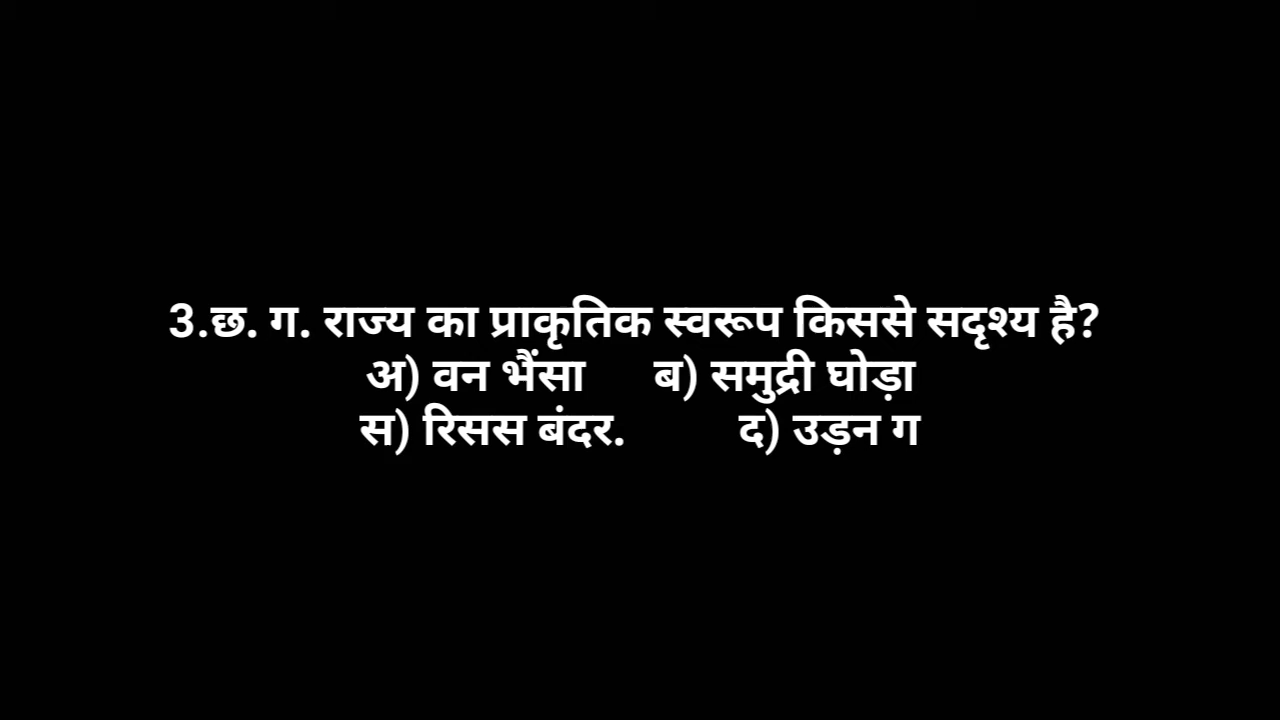 3.छ. ग. राज्य का प्राकृतिक स्वरूप किससे सदृश्य है?
अ) वन भैंसा ब) समुद्री घोड़ा
स) रिसस बंदर. द) उड़न ग